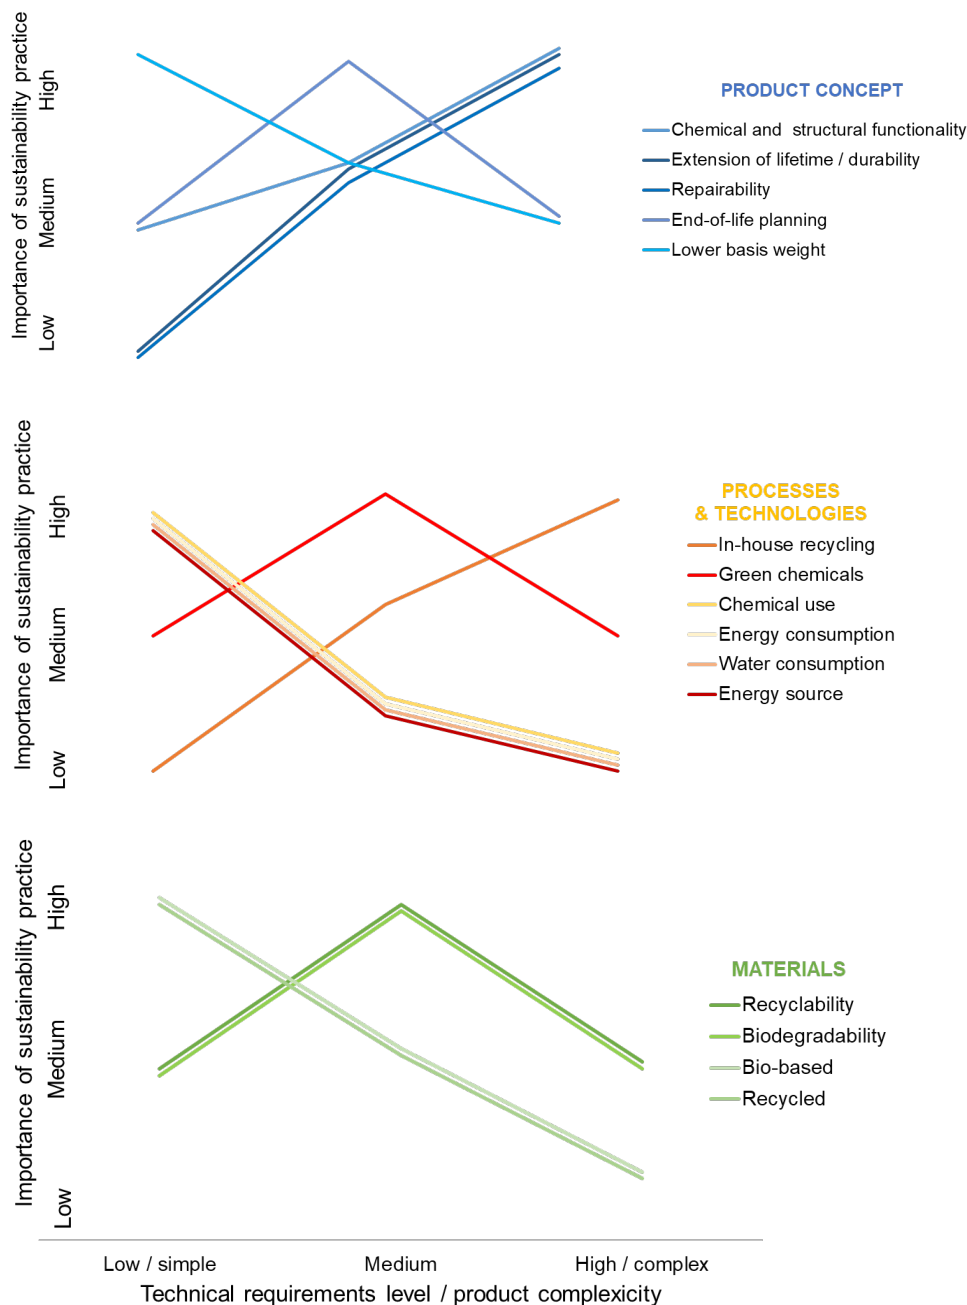 Importance of sustainability practice
High
Medium
Low
PRODUCT CONCEPT
Chemical and structural functionality
Extension of lifetime / durability
Repairability
End-of-life planning
Lower basis weight
Importance of sustainability practice
High
Medium
Low
PROCESSES
& TECHNOLOGIES
In-house recycling
Green chemicals
Chemical use
Energy consumption
Water consumption
Energy source
Importance of sustainability practice
High
Medium
Low
MATERIALS
Recyclability
Biodegradability
Bio-based
Recycled
Low / simple
Medium
High / complex
Technical requirements level / product complexicity